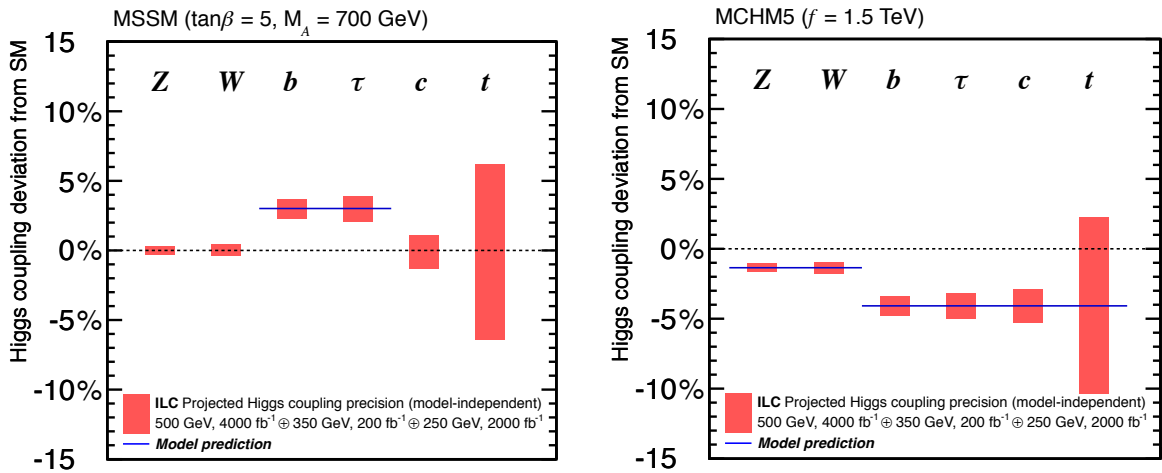 MSSM (tanβ = 5, M_A = 700 GeV)
Higgs coupling deviation from SM
15
10%
5%
0%
-5%
-10%
-15
Z W b τ c t
ILC Projected Higgs coupling precision (model-independent)
500 GeV, 4000 fb⁻¹ ⊕ 350 GeV, 200 fb⁻¹ ⊕ 250 GeV, 2000 fb⁻¹
Model prediction
MCHM5 (f = 1.5 TeV)
Higgs coupling deviation from SM
15
10%
5%
0%
-5%
-10%
-15
Z W b τ c t
ILC Projected Higgs coupling precision (model-independent)
500 GeV, 4000 fb⁻¹ ⊕ 350 GeV, 200 fb⁻¹ ⊕ 250 GeV, 2000 fb⁻¹
Model prediction